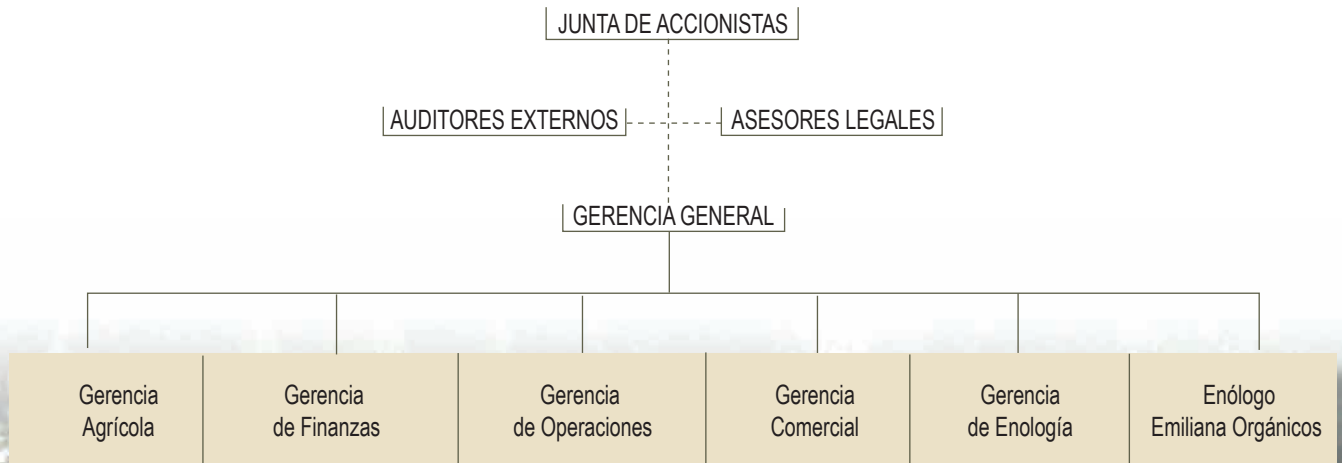 JUNTA DE ACCIONISTAS
AUDITORES EXTERNOS
ASESORES LEGALES
GERENCIA GENERAL
Gerencia
Agrícola
Gerencia
de Finanzas
Gerencia
de Operaciones
Gerencia
Comercial
Gerencia
de Enología
Enólogo
Emiliana Orgánicos